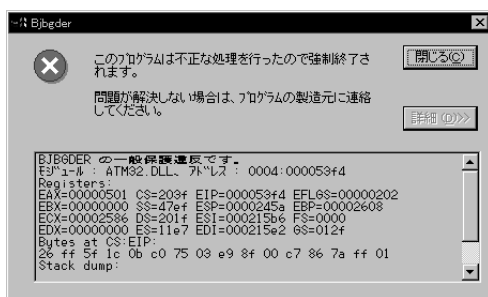 Bjbgder
このプログラムは不正な処理を行ったので強制終了されます。
閉じる(C)
問題が解決しない場合は、プログラムの製造元に連絡してください。
詳細(D)>>
BJBGDER の一般保護違反です。
モジュール : ATM32.DLL、アドレス : 0004:000053f4
Registers:
EAX=00000501 CS=203f EIP=000053f4 EFLGS=00000202
EBX=00000000 SS=47ef ESP=0000245a EBP=00002608
ECX=00002586 DS=201f ESI=000215b6 FS=0000
EDX=00000000 ES=11e7 EDI=000215e2 GS=012f
Bytes at CS:EIP:
26 ff 5f 1c 0b c0 75 03 e9 8f 00 c7 86 7a ff 01
Stack dump: